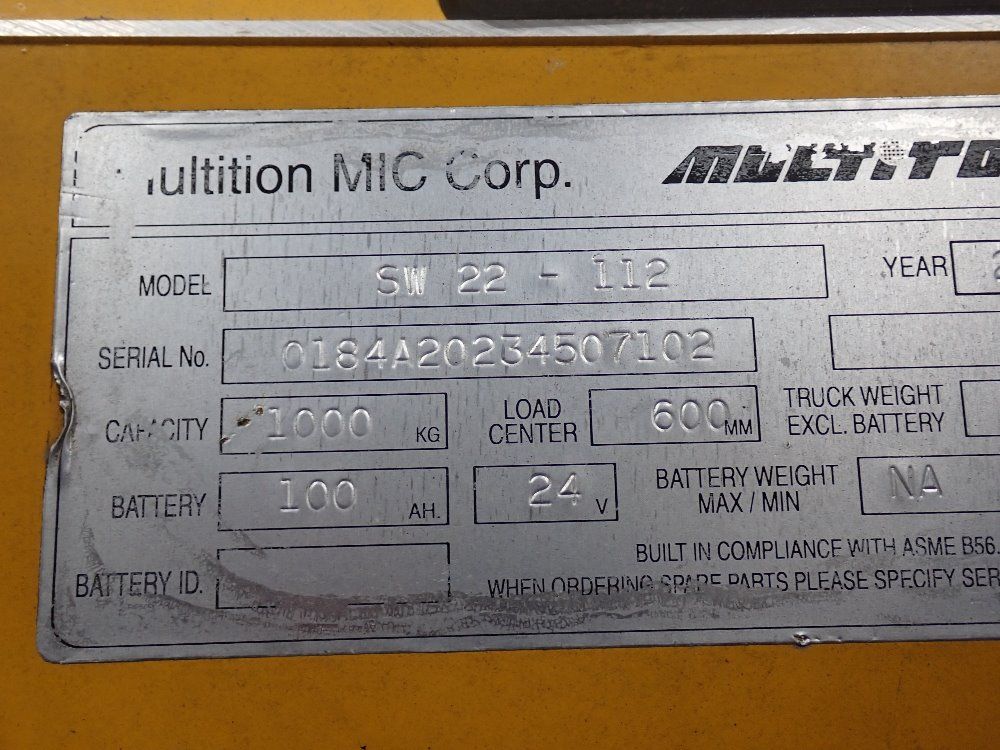 ultition MIC Corp. MULTITO
MODEL SW 22 - 112 YEAR 2
SERIAL No. 0184A20234507102
CAPACITY 1000 KG LOAD CENTER 600 MM TRUCK WEIGHT EXCL. BATTERY
BATTERY 100 AH. 24 V BATTERY WEIGHT MAX / MIN NA
BATTERY ID. BUILT IN COMPLIANCE WITH ASME B56.
WHEN ORDERING SPARE PARTS PLEASE SPECIFY SER